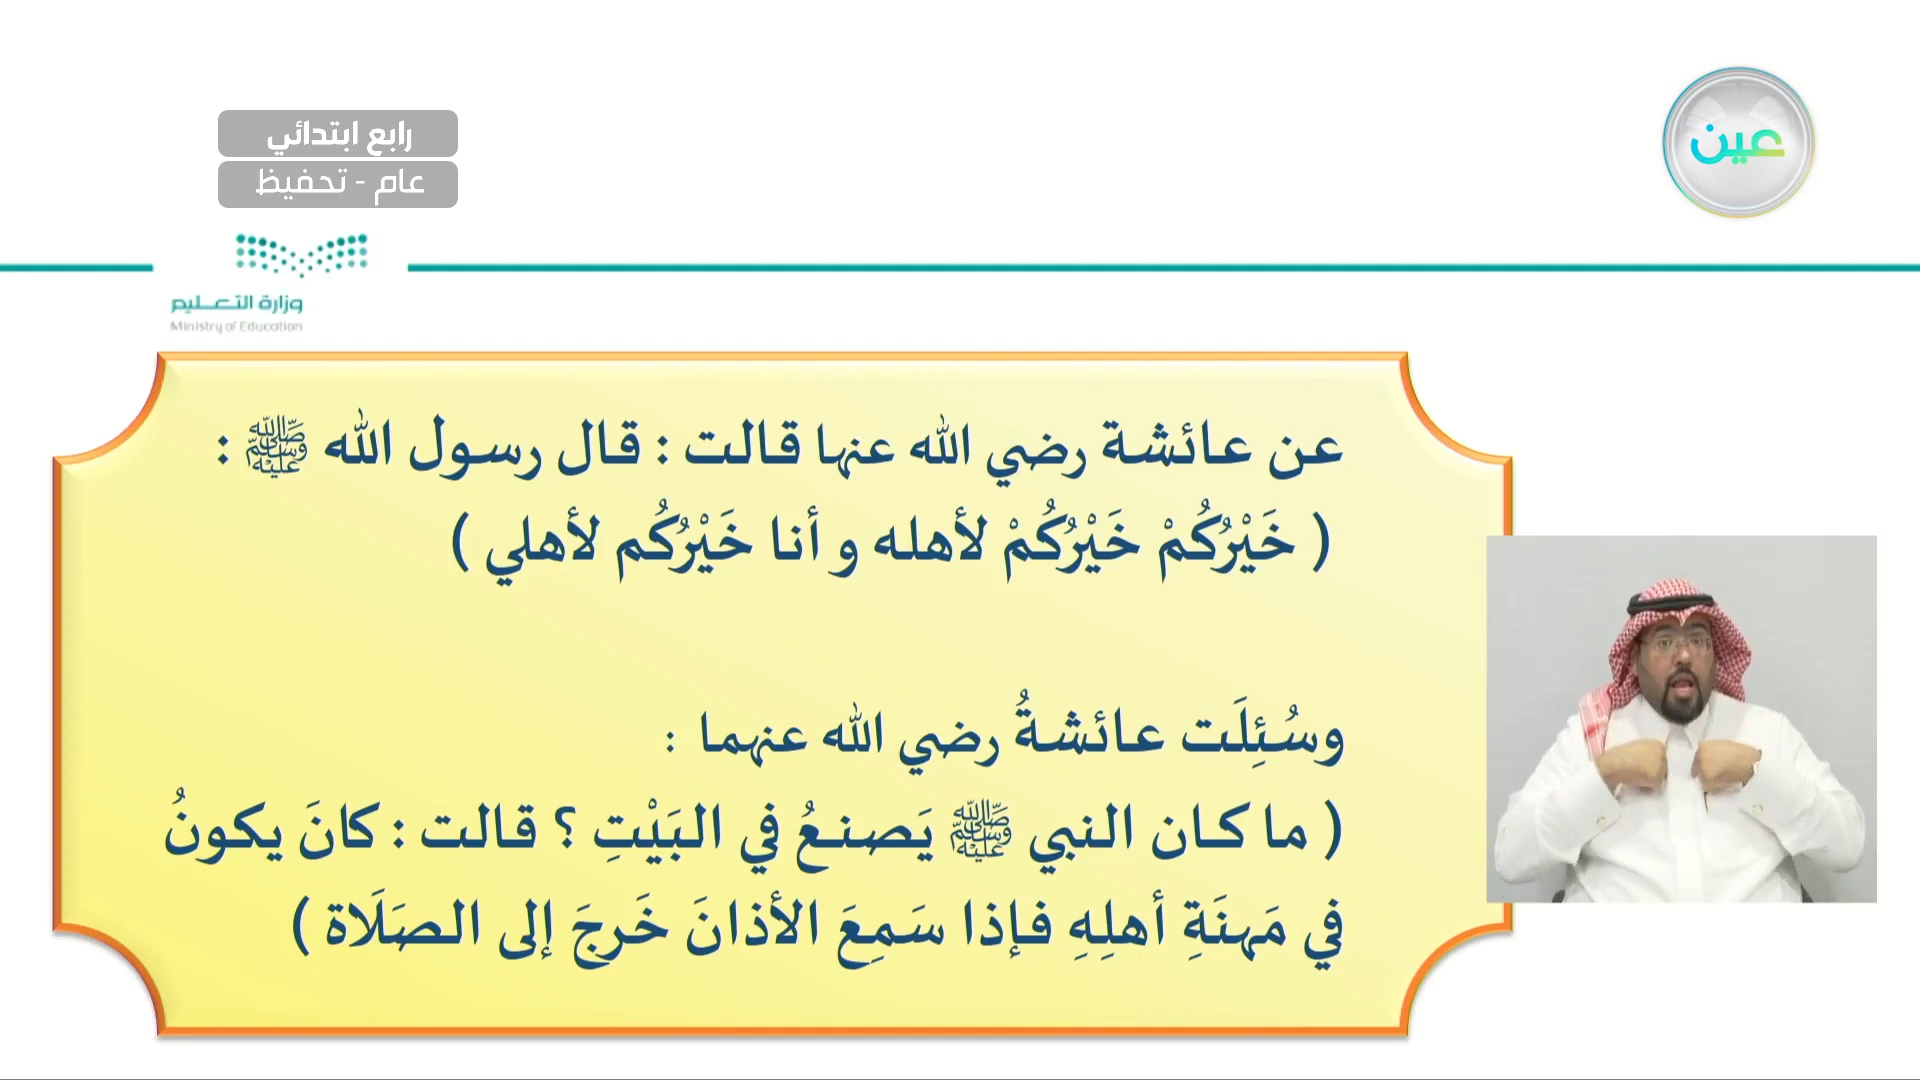 عين
رابع ابتدائي
عام - تحفيظ
وزارة التعليم
Ministry of Education
عن عائشة رضي الله عنها قالت : قال رسول الله ﷺ :
( خَيْرُكُمْ خَيْرُكُمْ لأهله و أنا خَيْرُكُم لأهلي )
وسُئِلَت عائشةُ رضي الله عنهما :
( ما كان النبي ﷺ يَصنعُ في البَيْتِ ؟ قالت : كانَ يكونُ
في مَهنَةِ أهلِهِ فإذا سَمِعَ الأذانَ خَرجَ إلى الصَلَاة )